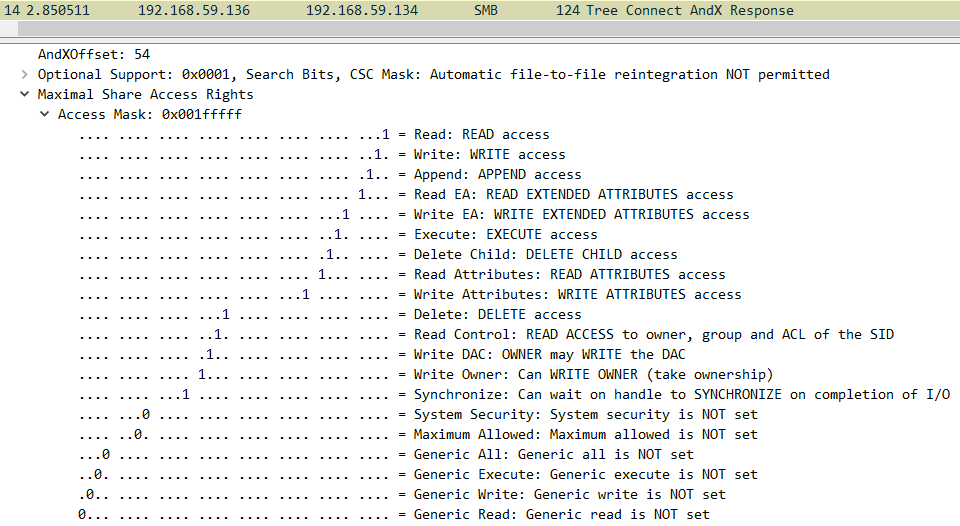 14 2.850511 192.168.59.136 192.168.59.134 SMB 124 Tree Connect AndX Response
AndXOffset: 54
Optional Support: 0x0001, Search Bits, CSC Mask: Automatic file-to-file reintegration NOT permitted
Maximal Share Access Rights
Access Mask: 0x001fffff
.... .... .... .... .... .... .... ...1 = Read: READ access
.... .... .... .... .... .... .... ..1. = Write: WRITE access
.... .... .... .... .... .... .... .1.. = Append: APPEND access
.... .... .... .... .... .... .... 1... = Read EA: READ EXTENDED ATTRIBUTES access
.... .... .... .... .... .... ...1 .... = Write EA: WRITE EXTENDED ATTRIBUTES access
.... .... .... .... .... .... ..1. .... = Execute: EXECUTE access
.... .... .... .... .... .... .1.. .... = Delete Child: DELETE CHILD access
.... .... .... .... .... .... 1... .... = Read Attributes: READ ATTRIBUTES access
.... .... .... .... .... ...1 .... .... = Write Attributes: WRITE ATTRIBUTES access
.... .... .... ...1 .... .... .... .... = Delete: DELETE access
.... .... .... ..1. .... .... .... .... = Read Control: READ ACCESS to owner, group and ACL of the SID
.... .... .... .1.. .... .... .... .... = Write DAC: OWNER may WRITE the DAC
.... .... .... 1... .... .... .... .... = Write Owner: Can WRITE OWNER (take ownership)
.... .... ...1 .... .... .... .... .... = Synchronize: Can wait on handle to SYNCHRONIZE on completion of I/O
.... ...0 .... .... .... .... .... .... = System Security: System security is NOT set
.... ..0. .... .... .... .... .... .... = Maximum Allowed: Maximum allowed is NOT set
...0 .... .... .... .... .... .... .... = Generic All: Generic all is NOT set
..0. .... .... .... .... .... .... .... = Generic Execute: Generic execute is NOT set
.0.. .... .... .... .... .... .... .... = Generic Write: Generic write is NOT set
0... .... .... .... .... .... .... .... = Generic Read: Generic read is NOT set